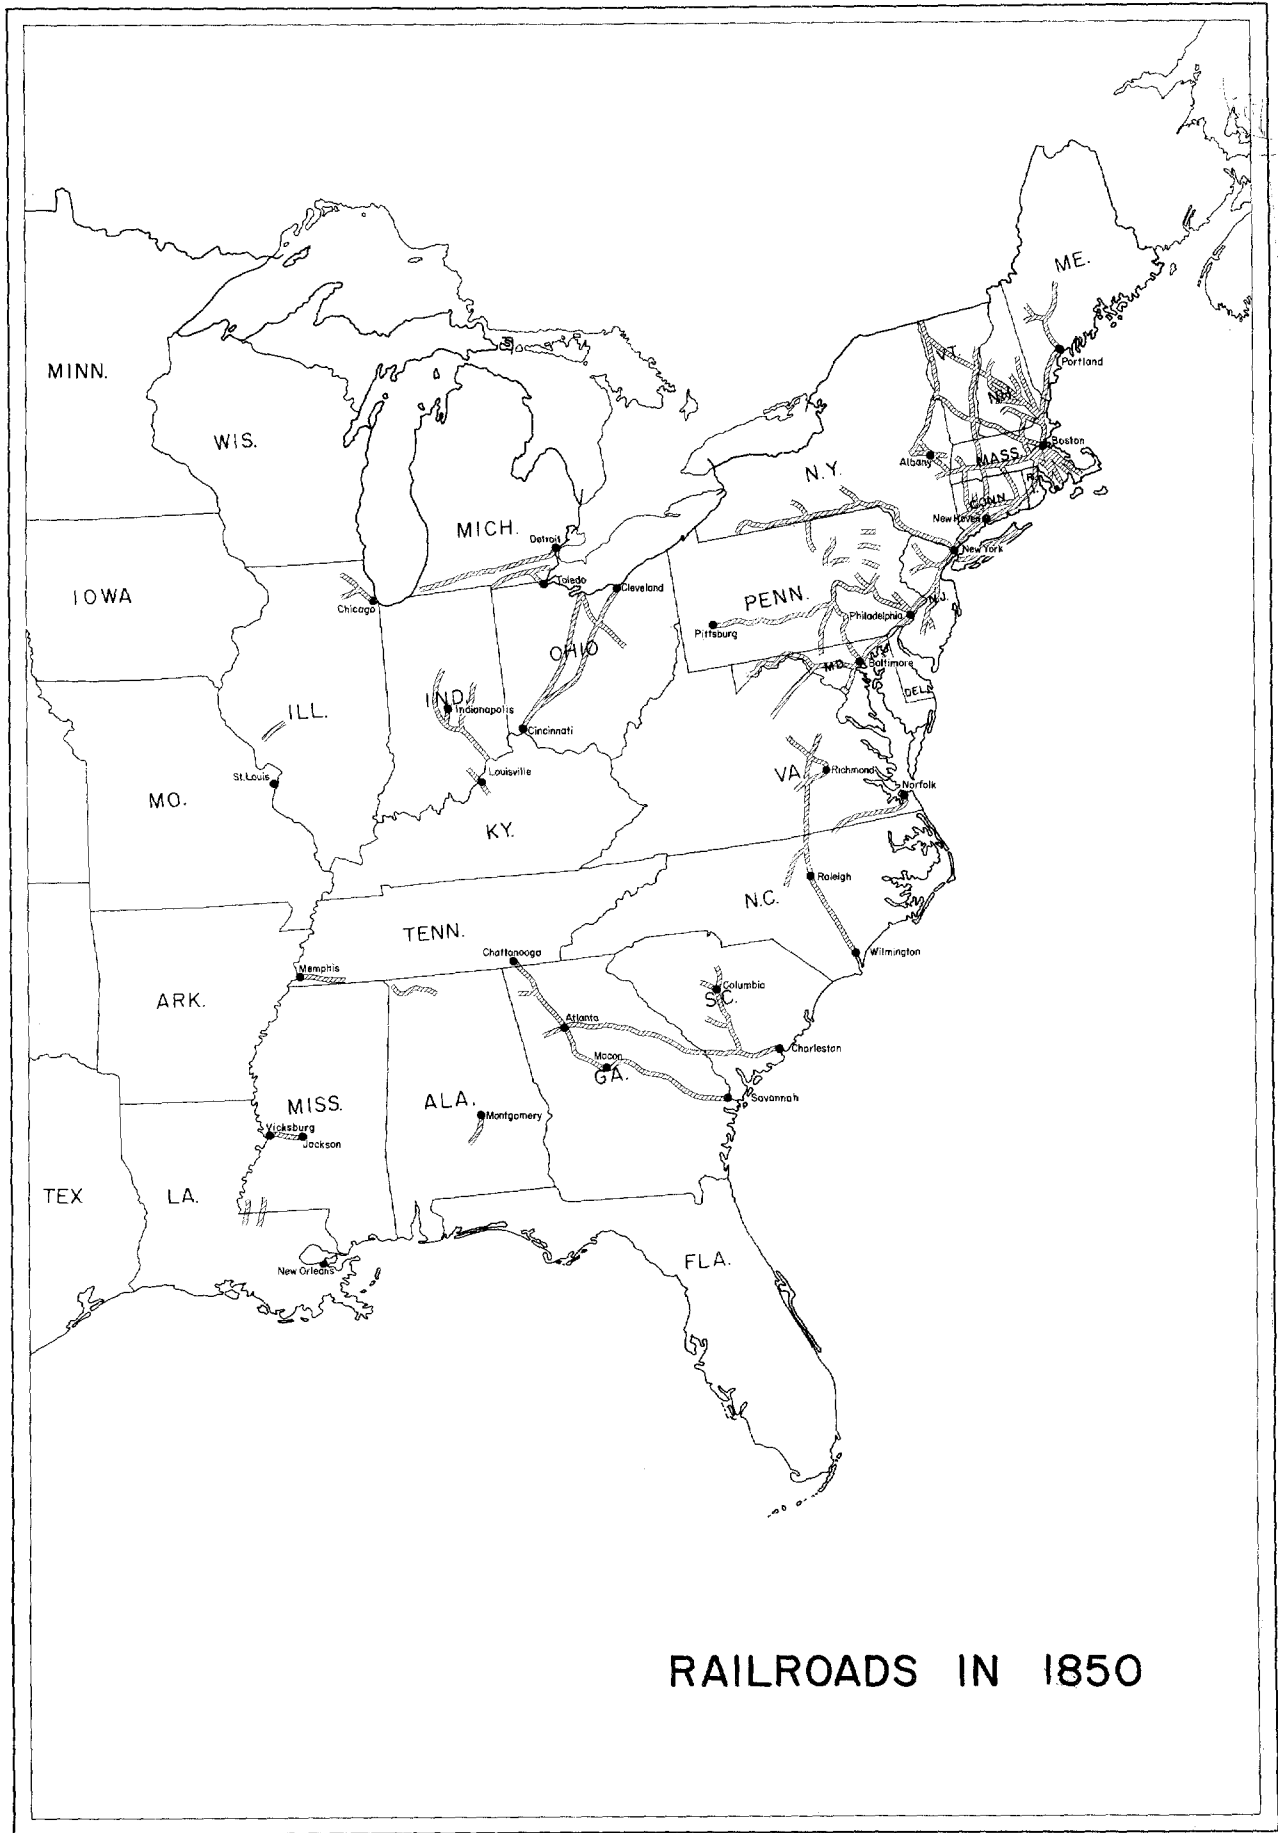 ME.
MINN.
VT.
Portland
N.H.
WIS.
Boston
MASS.
Albany
N.Y.
R.I.
CONN.
New Haven
MICH.
Detroit
New York
Toledo
Cleveland
IOWA
PENN.
N.J.
Chicago
Philadelphia
Pittsburg
OHIO
MD.
Baltimore
DEL.
IND.
Indianapolis
ILL.
Cincinnati
St. Louis
Louisville
VA.
Richmond
Norfolk
MO.
KY.
Raleigh
N.C.
TENN.
Chattanooga
Wilmington
Memphis
Columbia
S.C.
ARK.
Atlanta
Charleston
Macon
GA.
Savannah
MISS.
ALA.
Montgomery
Vicksburg
Jackson
TEX
LA.
FLA.
New Orleans
RAILROADS IN 1850